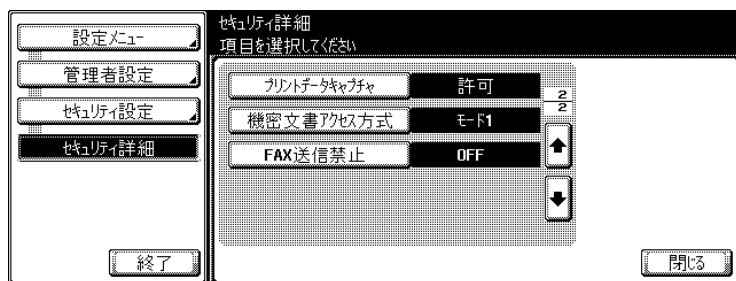 設定ﾒﾆｭｰ
管理者設定
ｾｷｭﾘﾃｨ設定
ｾｷｭﾘﾃｨ詳細
終了
ｾｷｭﾘﾃｨ詳細
項目を選択してください
ﾌﾟﾘﾝﾄﾃﾞｰﾀｷｬﾌﾟﾁｬ 許可
機密文書ｱｸｾｽ方式 ﾓｰﾄﾞ1
FAX送信禁止 OFF
2
2
閉じる